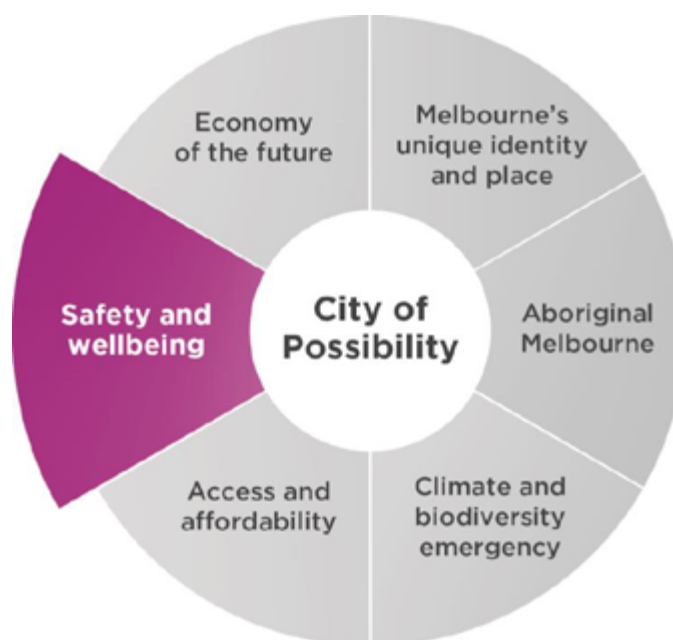 Economy
of the future
Melbourne’s
unique identity
and place
Safety and
wellbeing
City of
Possibility
Aboriginal
Melbourne
Access and
affordability
Climate and
biodiversity
emergency